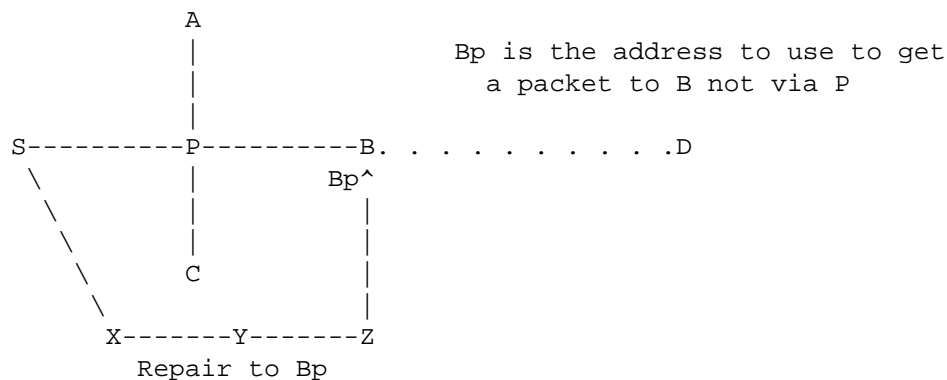 A
Bp is the address to use to get
a packet to B not via P
S----------P----------B. . . . . . . . . .D
Bp^
C
X-------Y-------Z
Repair to Bp